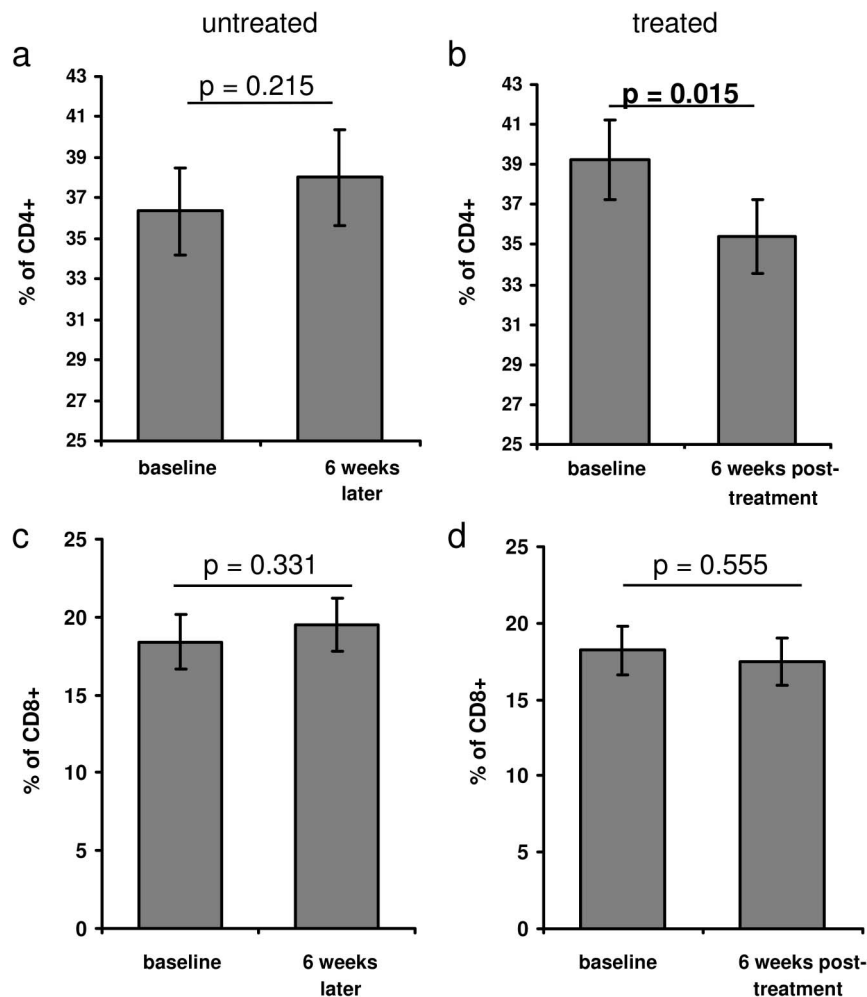 untreated
treated
a
p = 0.215
% of CD4+
43
41
39
37
35
33
31
29
27
25
baseline
6 weeks
later
b
p = 0.015
% of CD4+
43
41
39
37
35
33
31
29
27
25
baseline
6 weeks post-
treatment
c
p = 0.331
% of CD8+
25
20
15
10
5
0
baseline
6 weeks
later
d
p = 0.555
% of CD8+
25
20
15
10
5
0
baseline
6 weeks post-
treatment